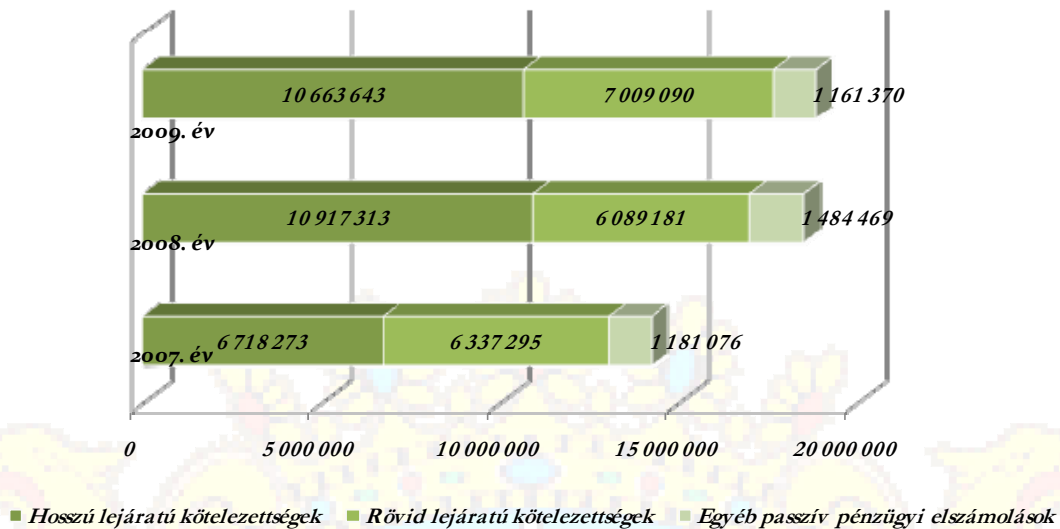 10 663 643 7 009 090 1 161 370
2009. év
10 917 313 6 089 181 1 484 469
2008. év
6 718 273 6 337 295 1 181 076
2007. év
0 5 000 000 10 000 000 15 000 000 20 000 000
Hosszú lejáratú kötelezettségek Rövid lejáratú kötelezettségek Egyéb passzív pénzügyi elszámolások